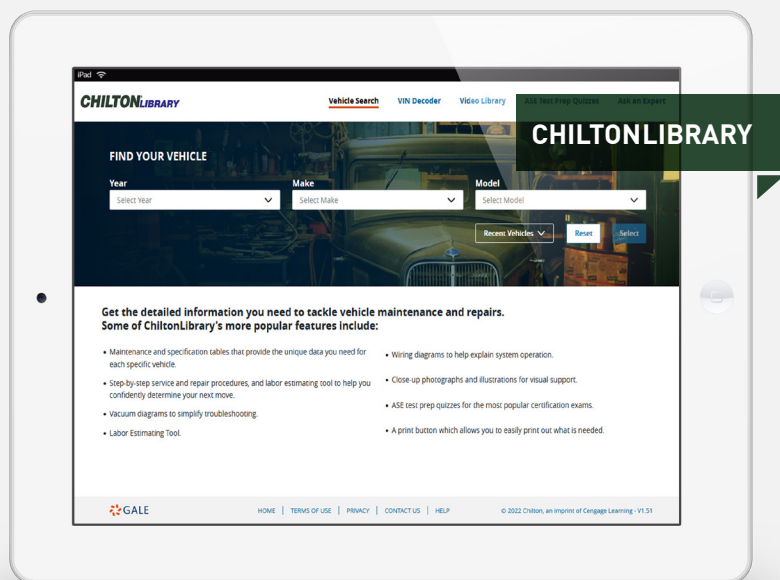 iPad
CHILTONLIBRARY
Vehicle Search VIN Decoder Video Library ASE Test Prep Quizzes Ask an Expert
CHILTONLIBRARY
FIND YOUR VEHICLE
Year Make Model
Select Year Select Make Select Model
Recent Vehicles Reset Select
Get the detailed information you need to tackle vehicle maintenance and repairs.
Some of ChiltonLibrary's more popular features include:
• Maintenance and specification tables that provide the unique data you need for
each specific vehicle.
• Step-by-step service and repair procedures, and labor estimating tool to help you
confidently determine your next move.
• Vacuum diagrams to simplify troubleshooting.
• Labor Estimating Tool.
• Wiring diagrams to help explain system operation.
• Close-up photographs and illustrations for visual support.
• ASE test prep quizzes for the most popular certification exams.
• A print button which allows you to easily print out what is needed.
GALE
HOME | TERMS OF USE | PRIVACY | CONTACT US | HELP
© 2022 Chilton, an imprint of Cengage Learning - V1.51